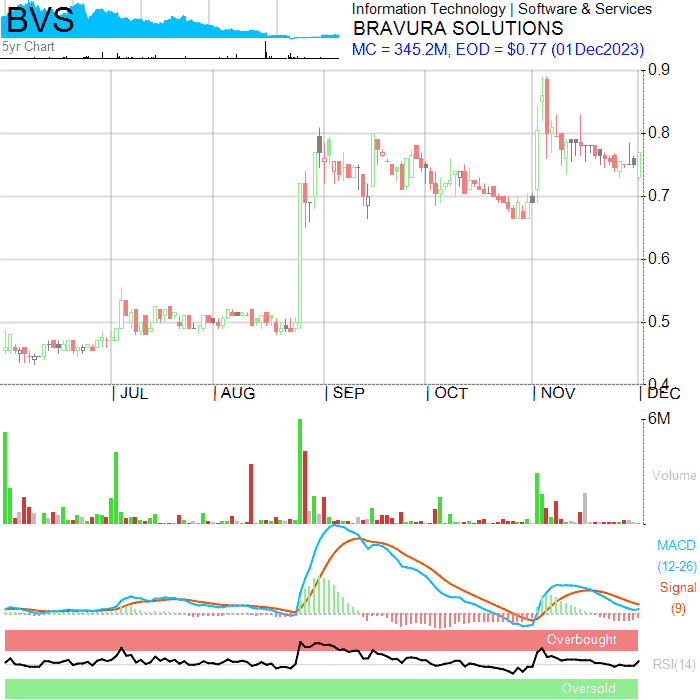 BVS
5yr Chart
Information Technology | Software & Services
BRAVURA SOLUTIONS
MC = 345.2M, EOD = $0.77 (01Dec2023)
0.9
0.8
0.7
0.6
0.5
0.4
JUL
AUG
SEP
OCT
NOV
DEC
6M
Volume
MACD
(12-26)
Signal
(9)
Overbought
RSI(14)
Oversold